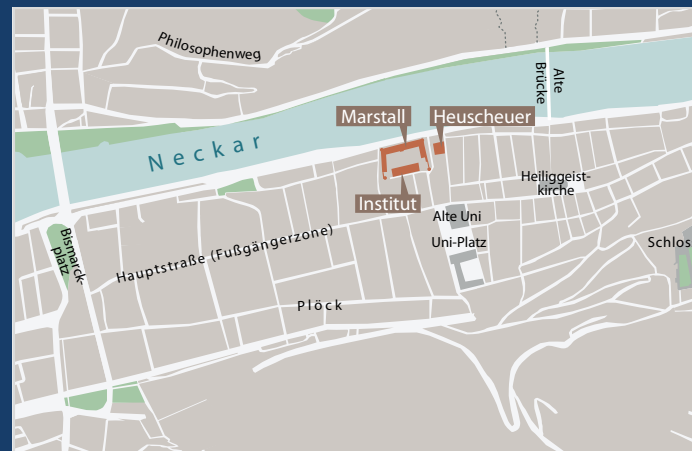 Philosophenweg
Alte
Brücke
Marstall
Heuscheuer
Neckar
Heiliggeist-
kirche
Institut
Alte Uni
Uni-Platz
Schlos
Bismarck-
platz
Hauptstraße (Fußgängerzone)
Plöck